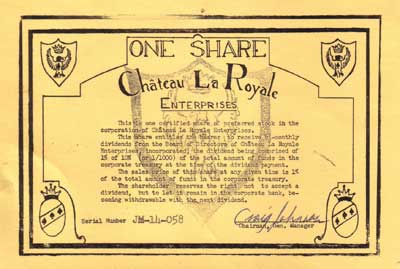 ONE SHARE
Château La Royale
ENTERPRISES
This is one certified share of preferred stock in the
corporation of Château La Royale Enterprises.
This share entitles the bearer to receive bi-monthly
dividends from the Board of Directors of Château La Royale
Enterprises, incorporated, the dividend being comprised of
1% of 10% (or 1/1000) of the total amount of funds in the
corporate treasury at the time of the dividend payment.
The sales price of this share at any given time is 1%
of the total amount of funds in the corporate treasury.
The shareholder reserves the right not to accept a
dividend, but to let it remain in the corporate bank, be-
coming withdrawable with the next dividend.
Serial Number JM-14-058
Craig Johnson
Chairman, Gen. Manager